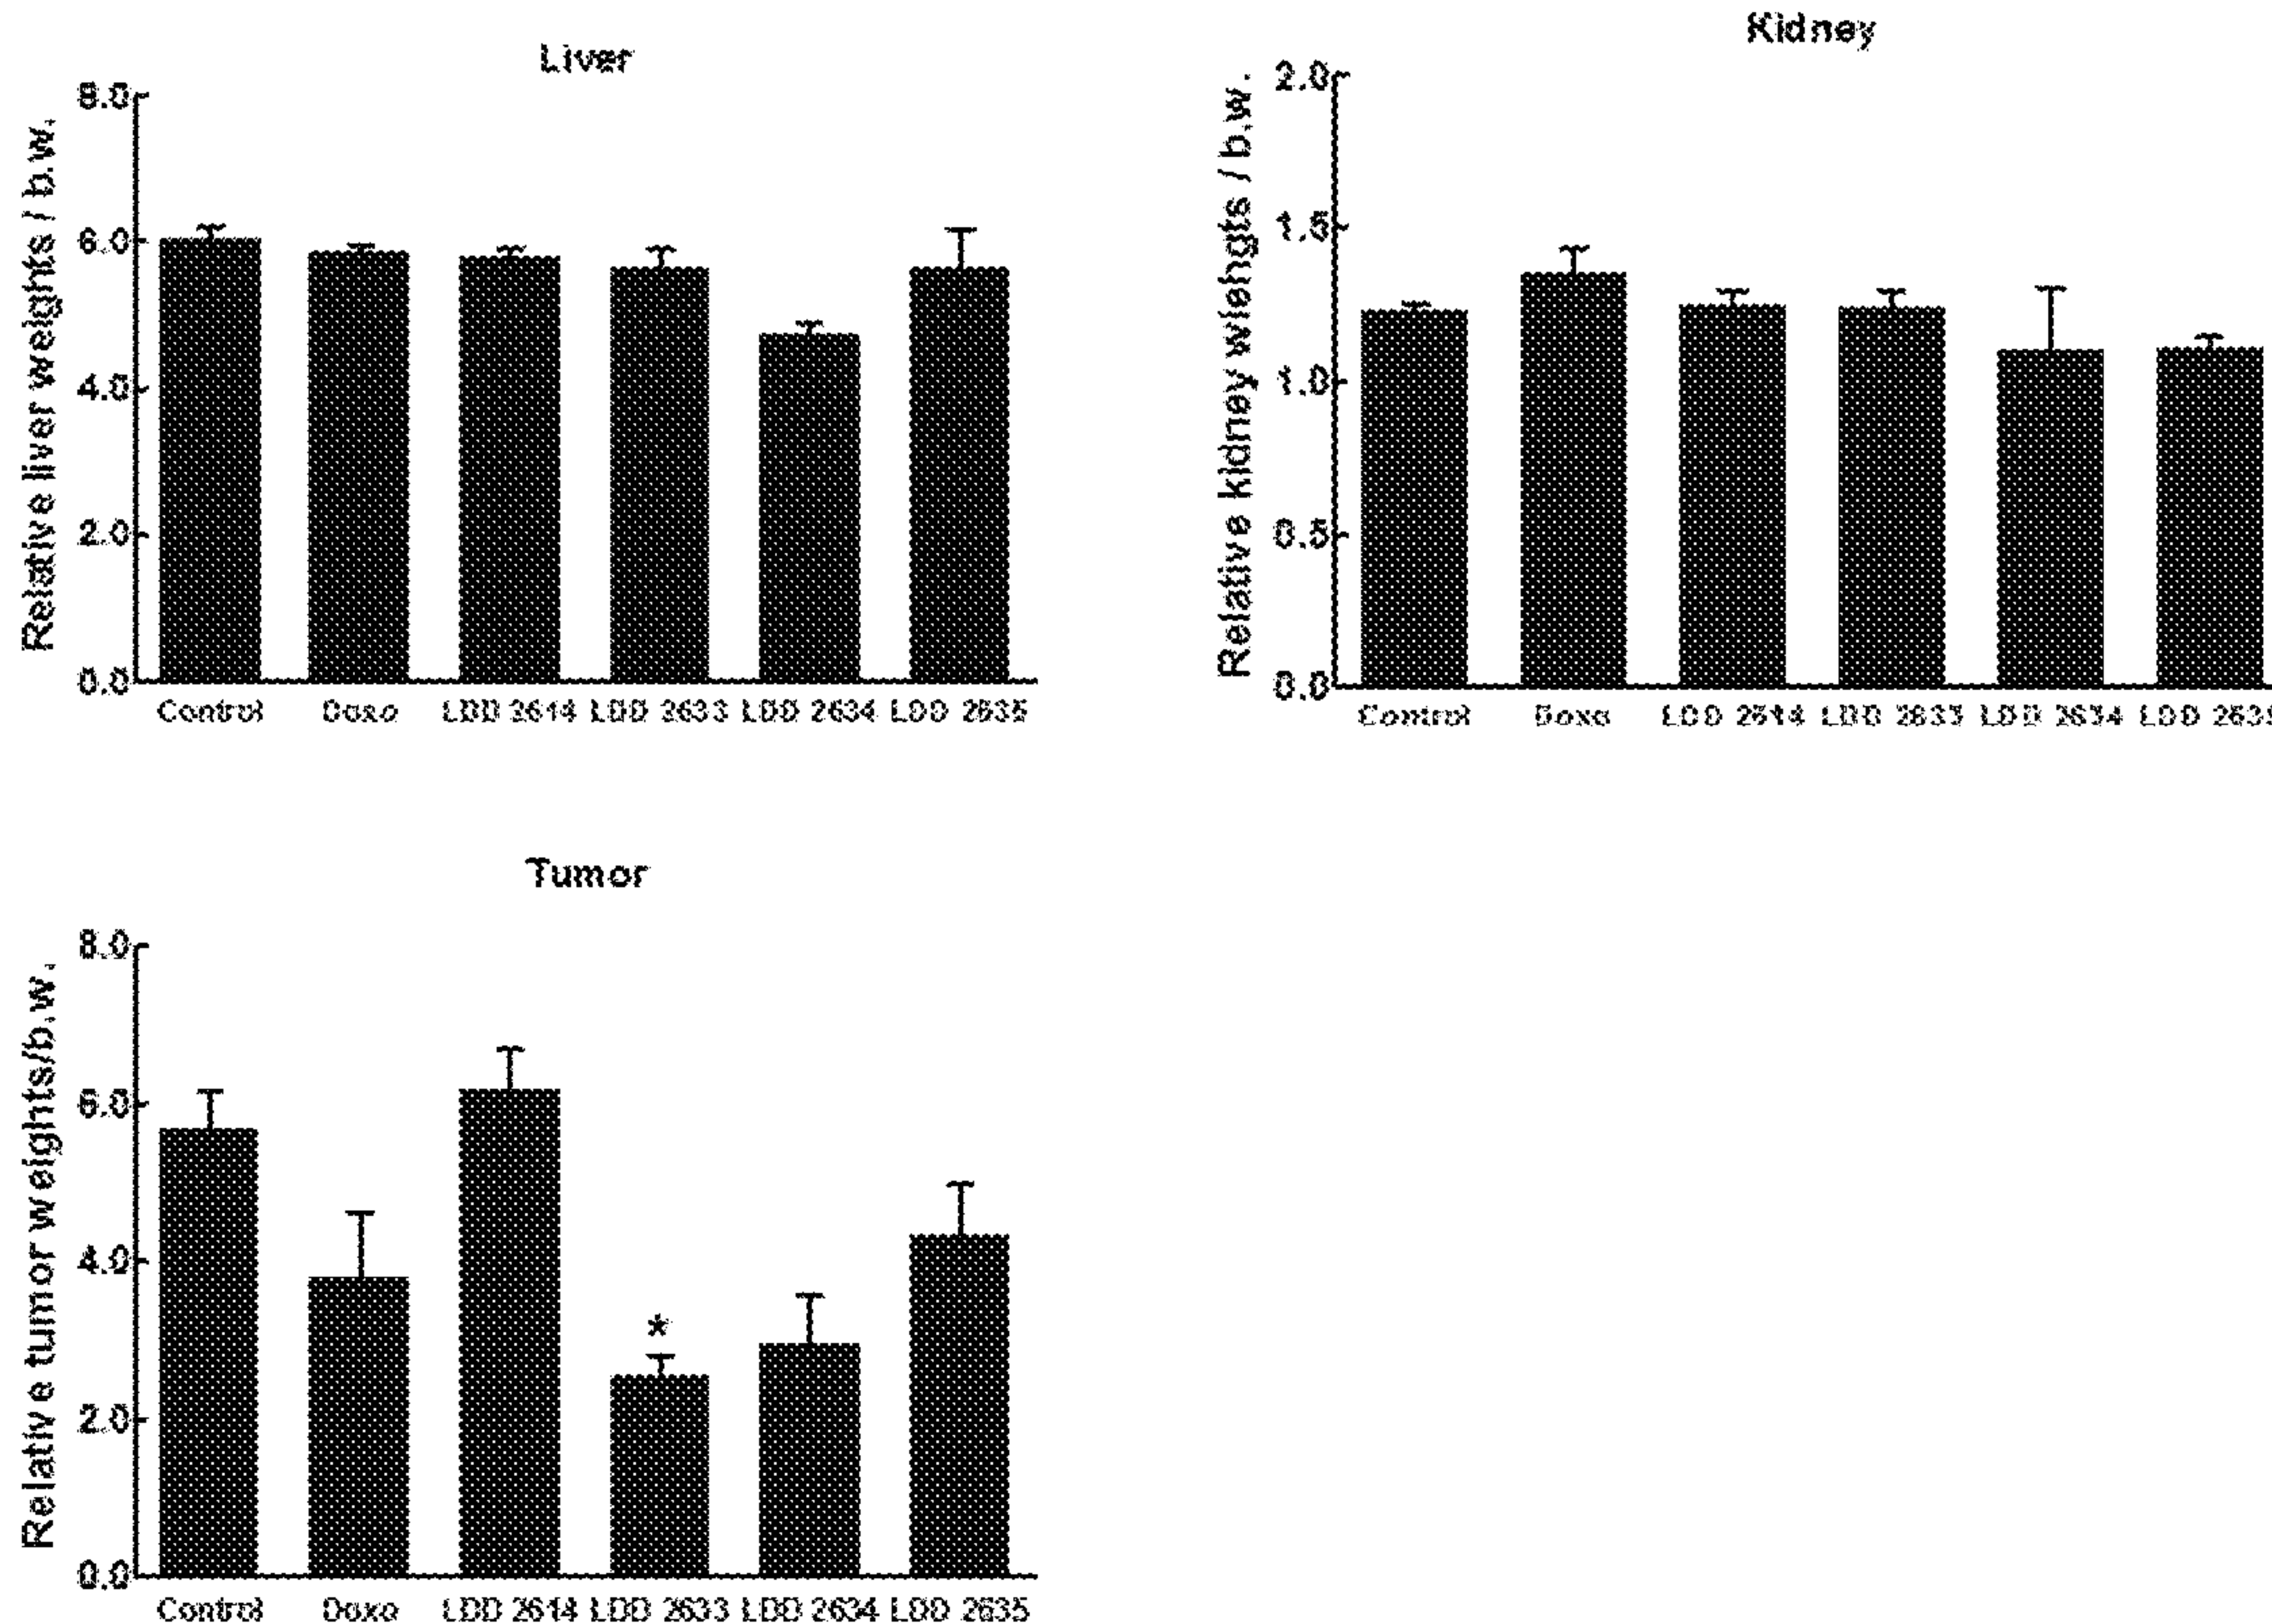 Liver
Relative liver weights / b.w.
8.0
6.0
4.0
2.0
0.0
Control Doxo LDD 2614 LDD 2633 LDD 2634 LDD 2635
Kidney
Relative kidney wiehgts / b.w.
2.0
1.5
1.0
0.5
0.0
Control Doxo LDD 2614 LDD 2633 LDD 2634 LDD 2635
Tumor
Relative tumor weights/b.w.
8.0
6.0
4.0
2.0
0.0
*
Control Doxo LDD 2614 LDD 2633 LDD 2634 LDD 2635